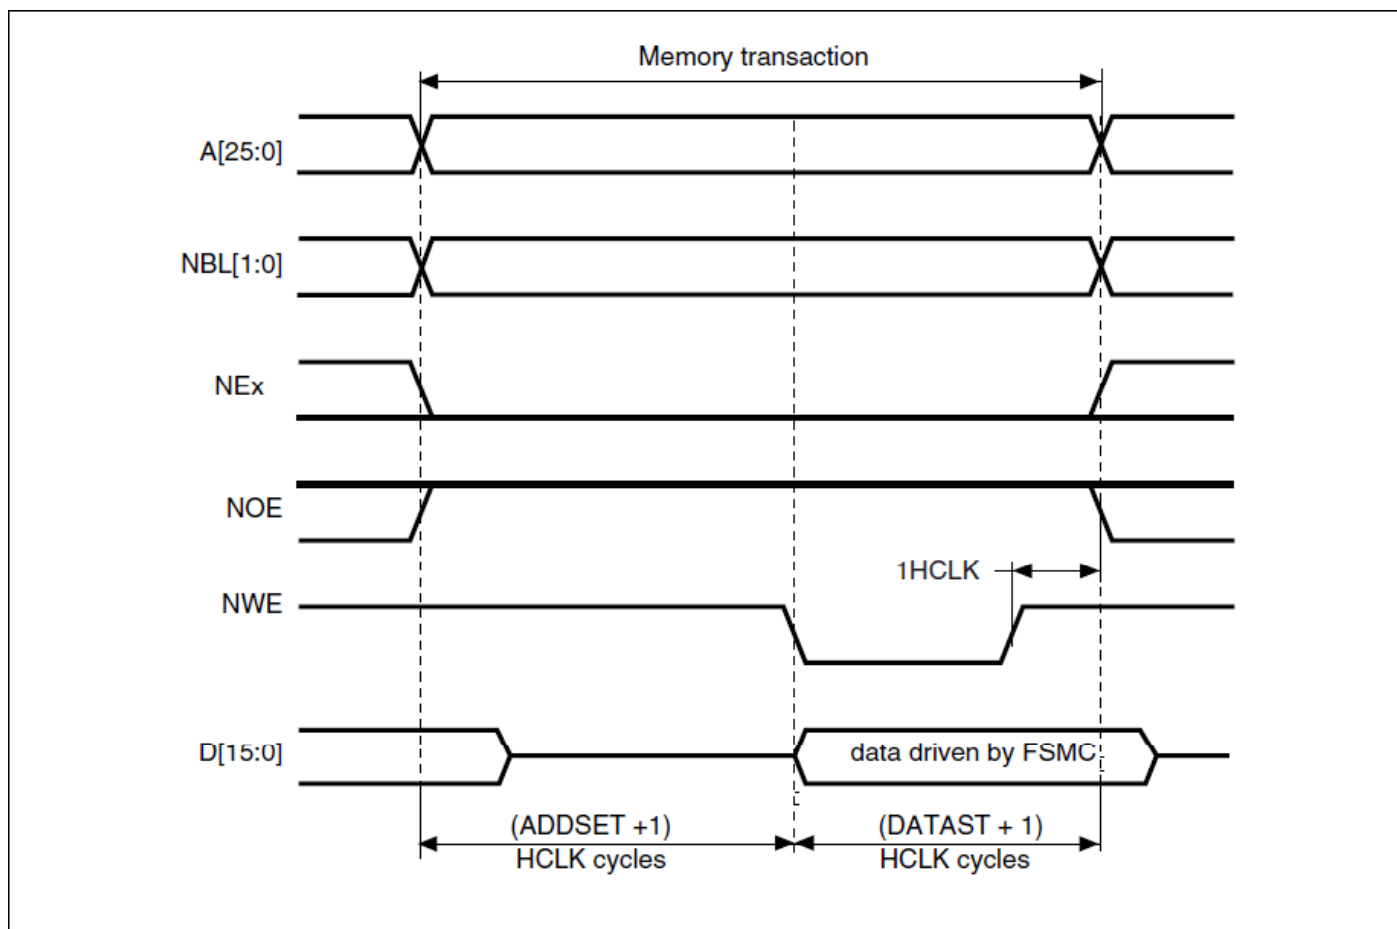 Memory transaction
A[25:0]
NBL[1:0]
NEx
NOE
1HCLK
NWE
D[15:0]
data driven by FSMC
(ADDSET +1)
HCLK cycles
(DATAST + 1)
HCLK cycles